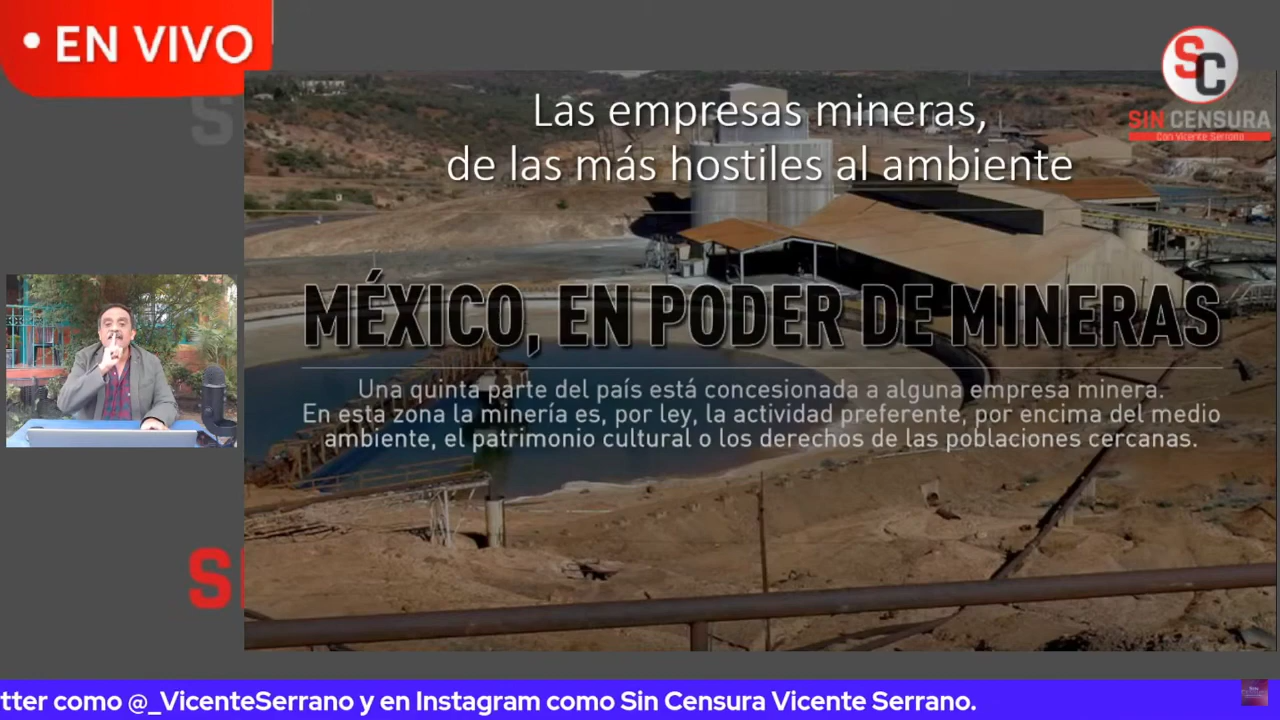 • EN VIVO
SC
SIN CENSURA
Con Vicente Serrano
Las empresas mineras,
de las más hostiles al ambiente
MÉXICO, EN PODER DE MINERAS
Una quinta parte del país está concesionada a alguna empresa minera.
En esta zona la minería es, por ley, la actividad preferente, por encima del medio
ambiente, el patrimonio cultural o los derechos de las poblaciones cercanas.
S
S
tter como @_VicenteSerrano y en Instagram como Sin Censura Vicente Serrano.